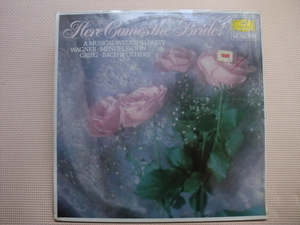 Here Comes the Bride!
A MUSICAL WEDDING PARTY
WAGNER · MENDELSSOHN
GRIEG · BACH & OTHERS